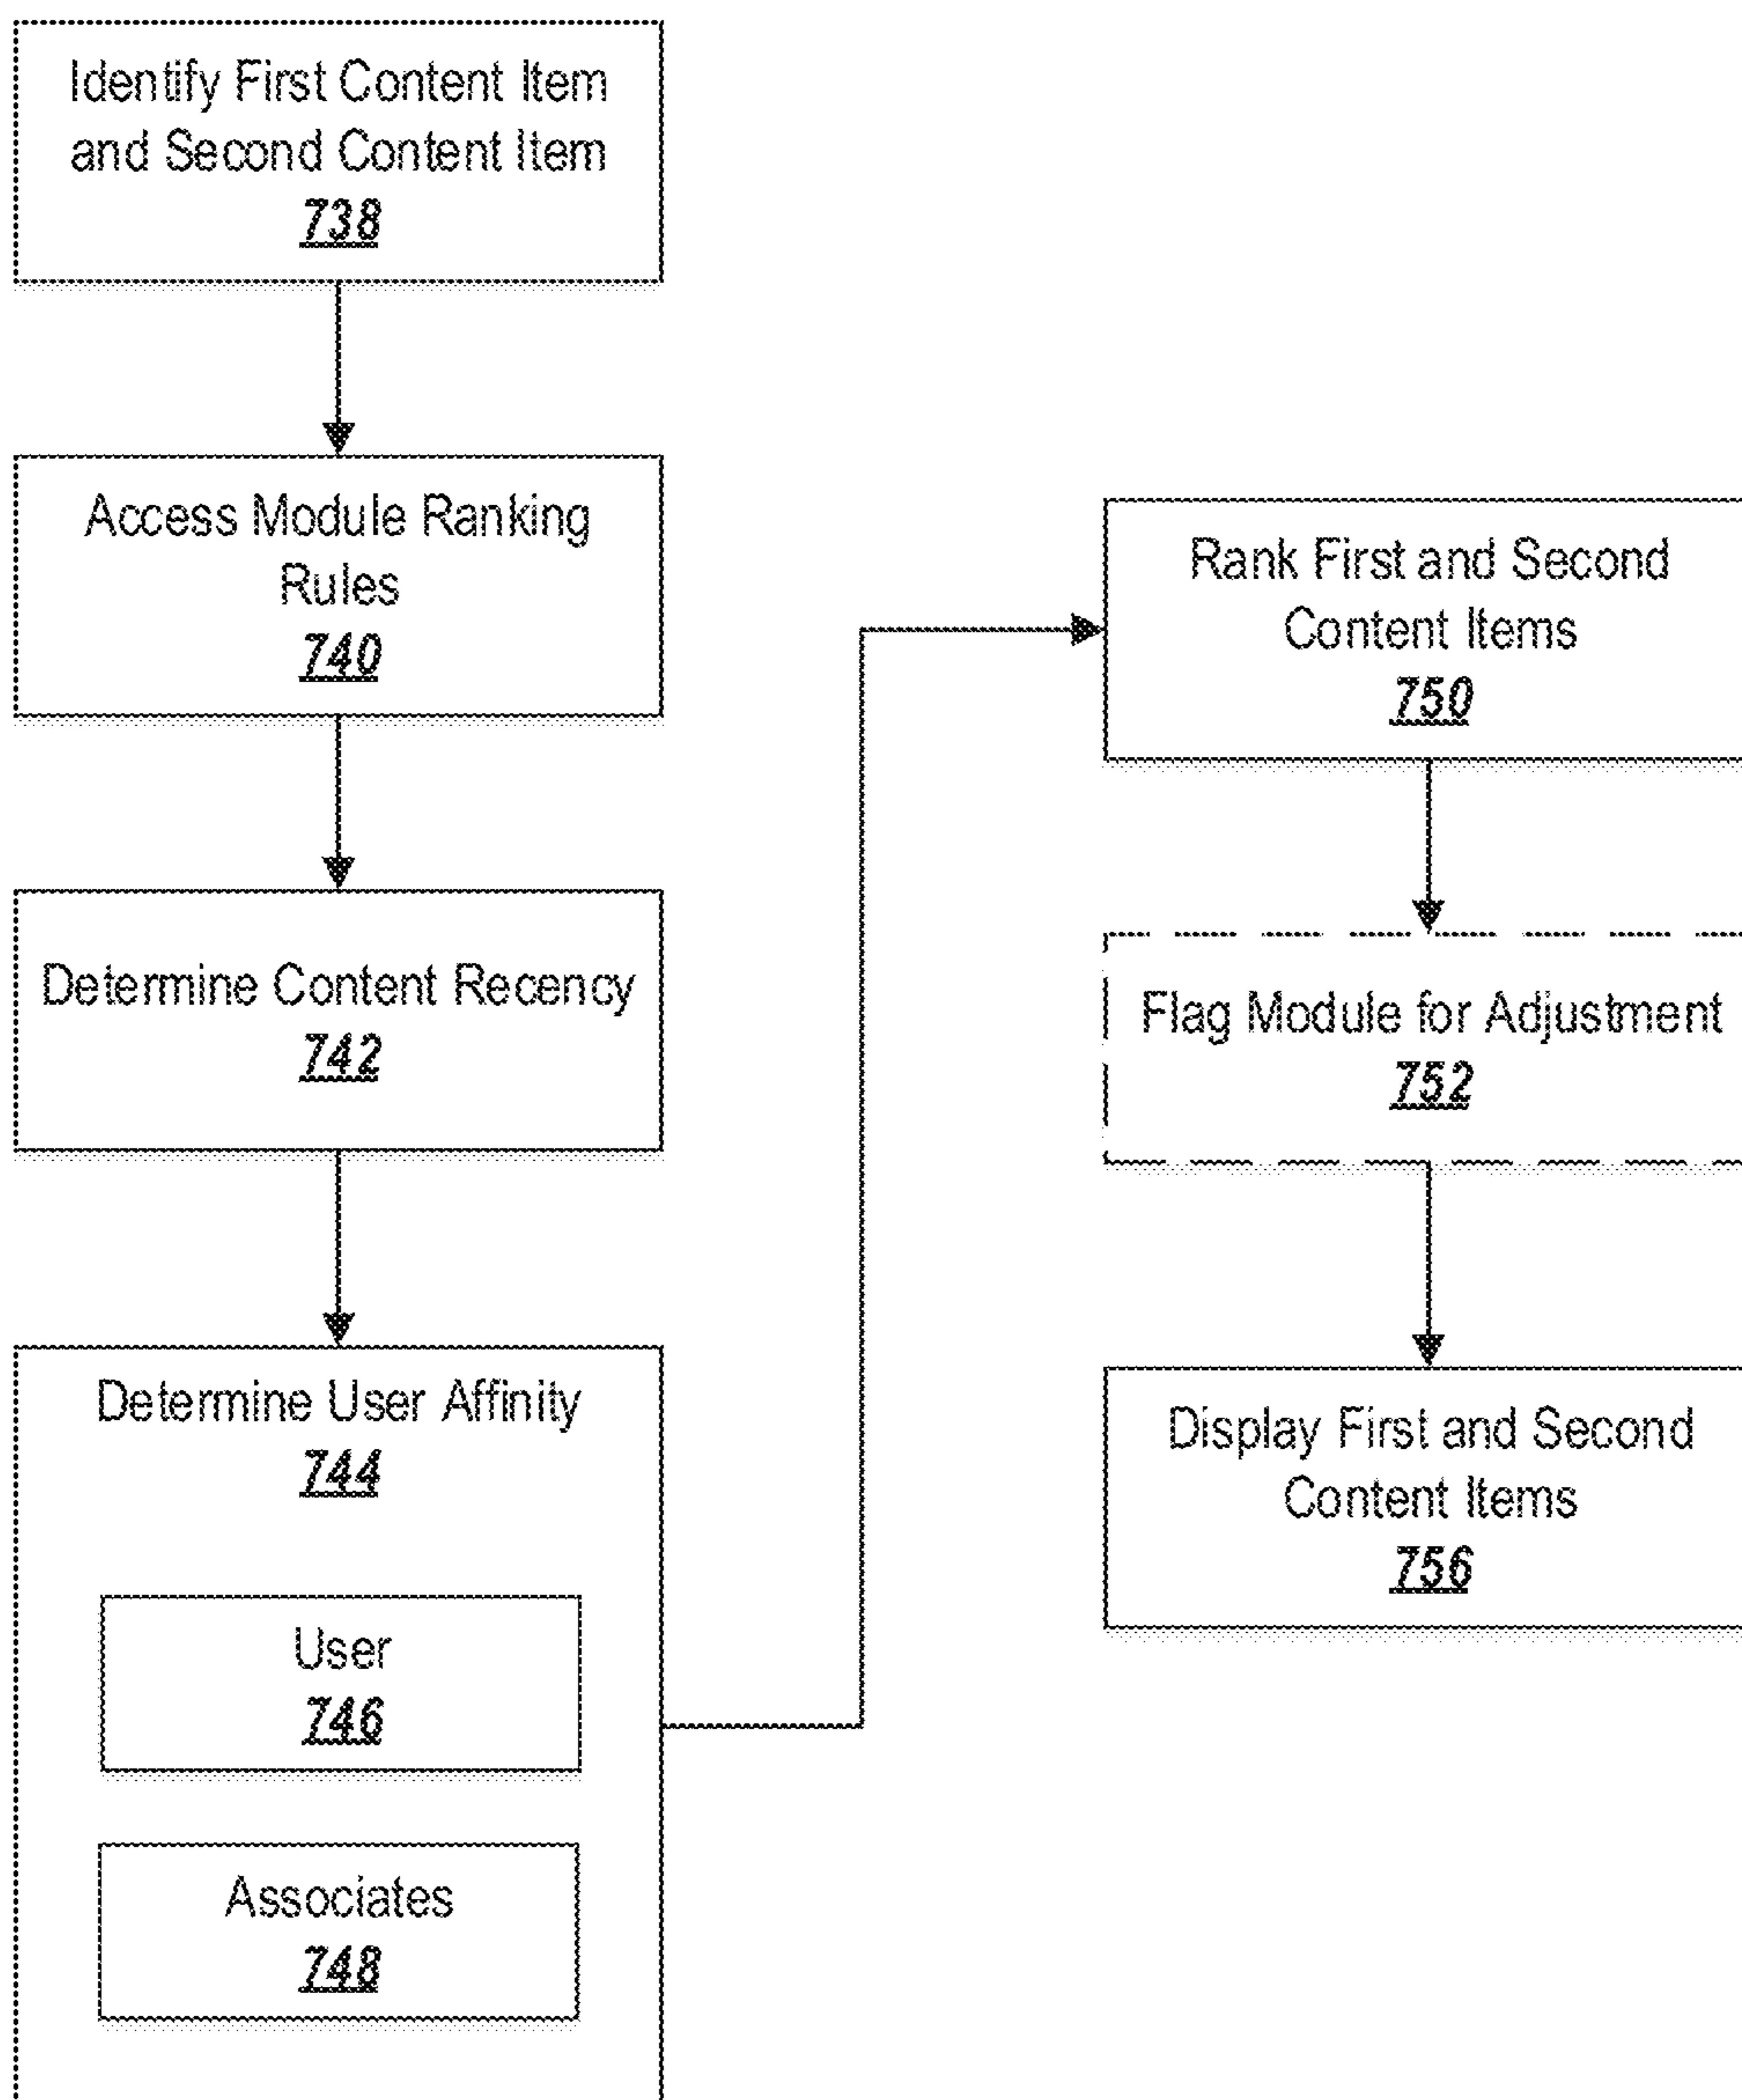 Identify First Content Item
and Second Content Item
738
Access Module Ranking
Rules
740
Determine Content Recency
742
Determine User Affinity
744
User
746
Associates
748
Rank First and Second
Content Items
750
Flag Module for Adjustment
752
Display First and Second
Content Items
756